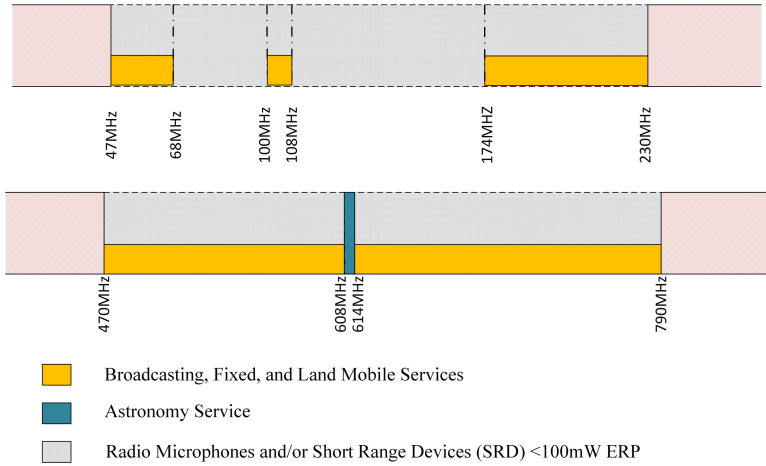 47MHz
68MHz
100MHz
108MHz
174MHZ
230MHz
470MHz
608MHz
614MHz
790MHz
Broadcasting, Fixed, and Land Mobile Services
Astronomy Service
Radio Microphones and/or Short Range Devices (SRD) <100mW ERP